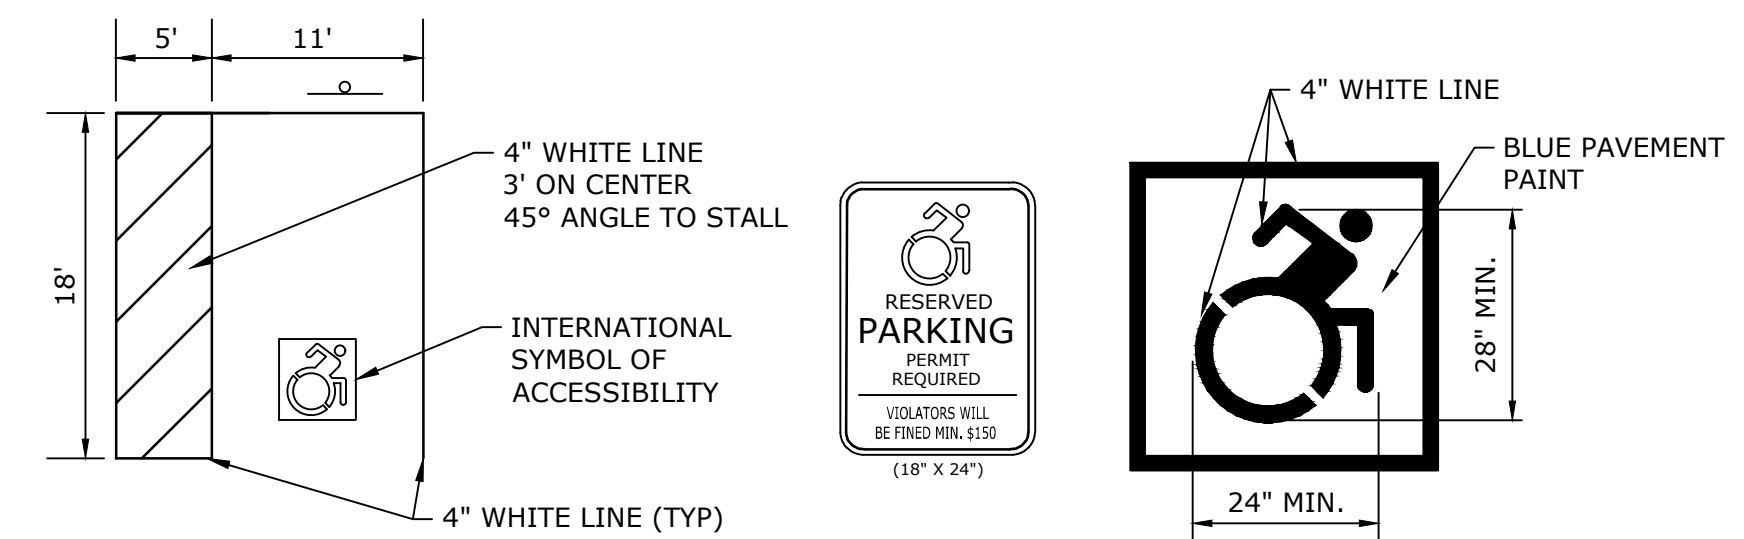 5'
11'
18'
4" WHITE LINE
3' ON CENTER
45° ANGLE TO STALL
INTERNATIONAL
SYMBOL OF
ACCESSIBILITY
4" WHITE LINE (TYP)
RESERVED
PARKING
PERMIT
REQUIRED
VIOLATORS WILL
BE FINED MIN. $150
(18" X 24")
4" WHITE LINE
BLUE PAVEMENT
PAINT
28" MIN.
24" MIN.